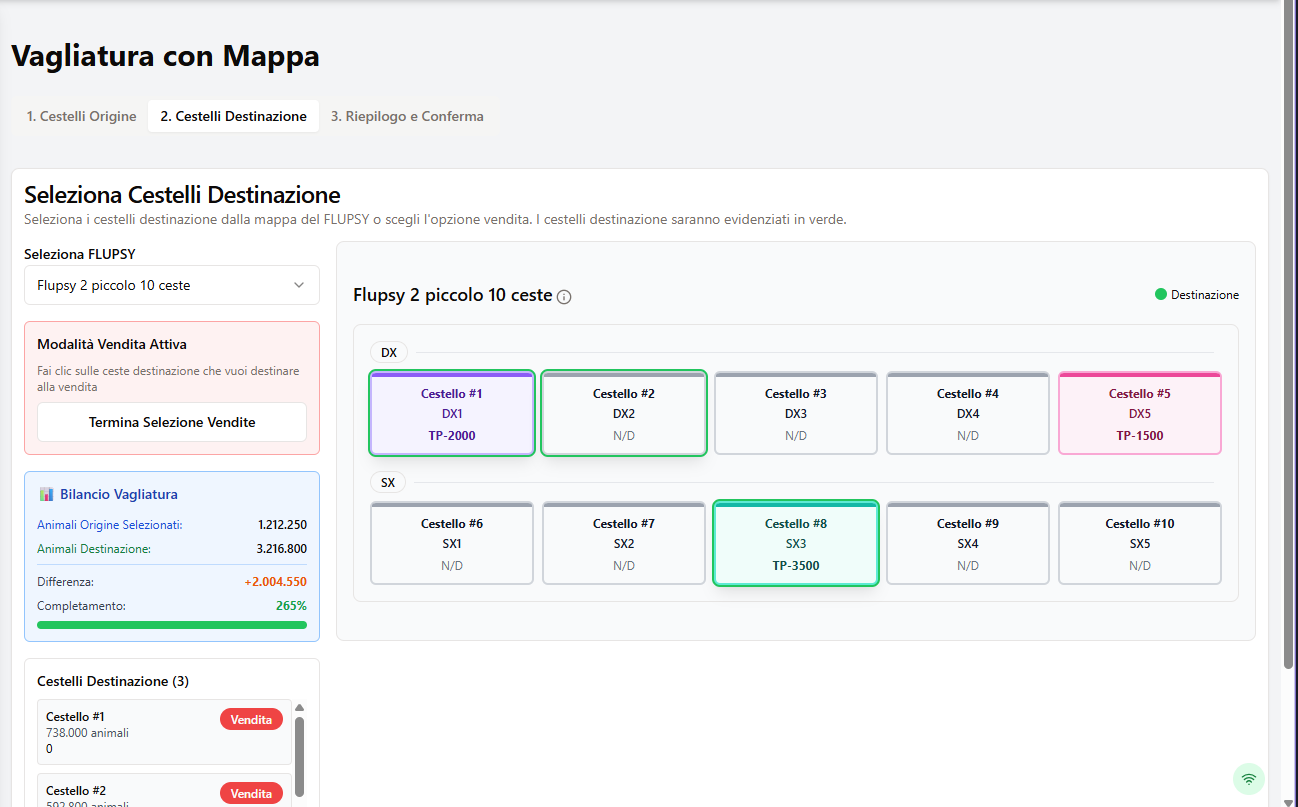 Vagliatura con Mappa
1. Cestelli Origine
2. Cestelli Destinazione
3. Riepilogo e Conferma
Seleziona Cestelli Destinazione
Seleziona i cestelli destinazione dalla mappa del FLUPSY o scegli l'opzione vendita. I cestelli destinazione saranno evidenziati in verde.
Seleziona FLUPSY
Flupsy 2 piccolo 10 ceste
Modalità Vendita Attiva
Fai clic sulle ceste destinazione che vuoi destinare
alla vendita
Termina Selezione Vendite
Bilancio Vagliatura
Animali Origine Selezionati: 1.212.250
Animali Destinazione: 3.216.800
Differenza: +2.004.550
Completamento: 265%
Cestelli Destinazione (3)
Cestello #1
Vendita
738.000 animali
0
Cestello #2
Vendita
592.800 animali
Flupsy 2 piccolo 10 ceste
Destinazione
DX
Cestello #1
DX1
TP-2000
Cestello #2
DX2
N/D
Cestello #3
DX3
N/D
Cestello #4
DX4
N/D
Cestello #5
DX5
TP-1500
SX
Cestello #6
SX1
N/D
Cestello #7
SX2
N/D
Cestello #8
SX3
TP-3500
Cestello #9
SX4
N/D
Cestello #10
SX5
N/D